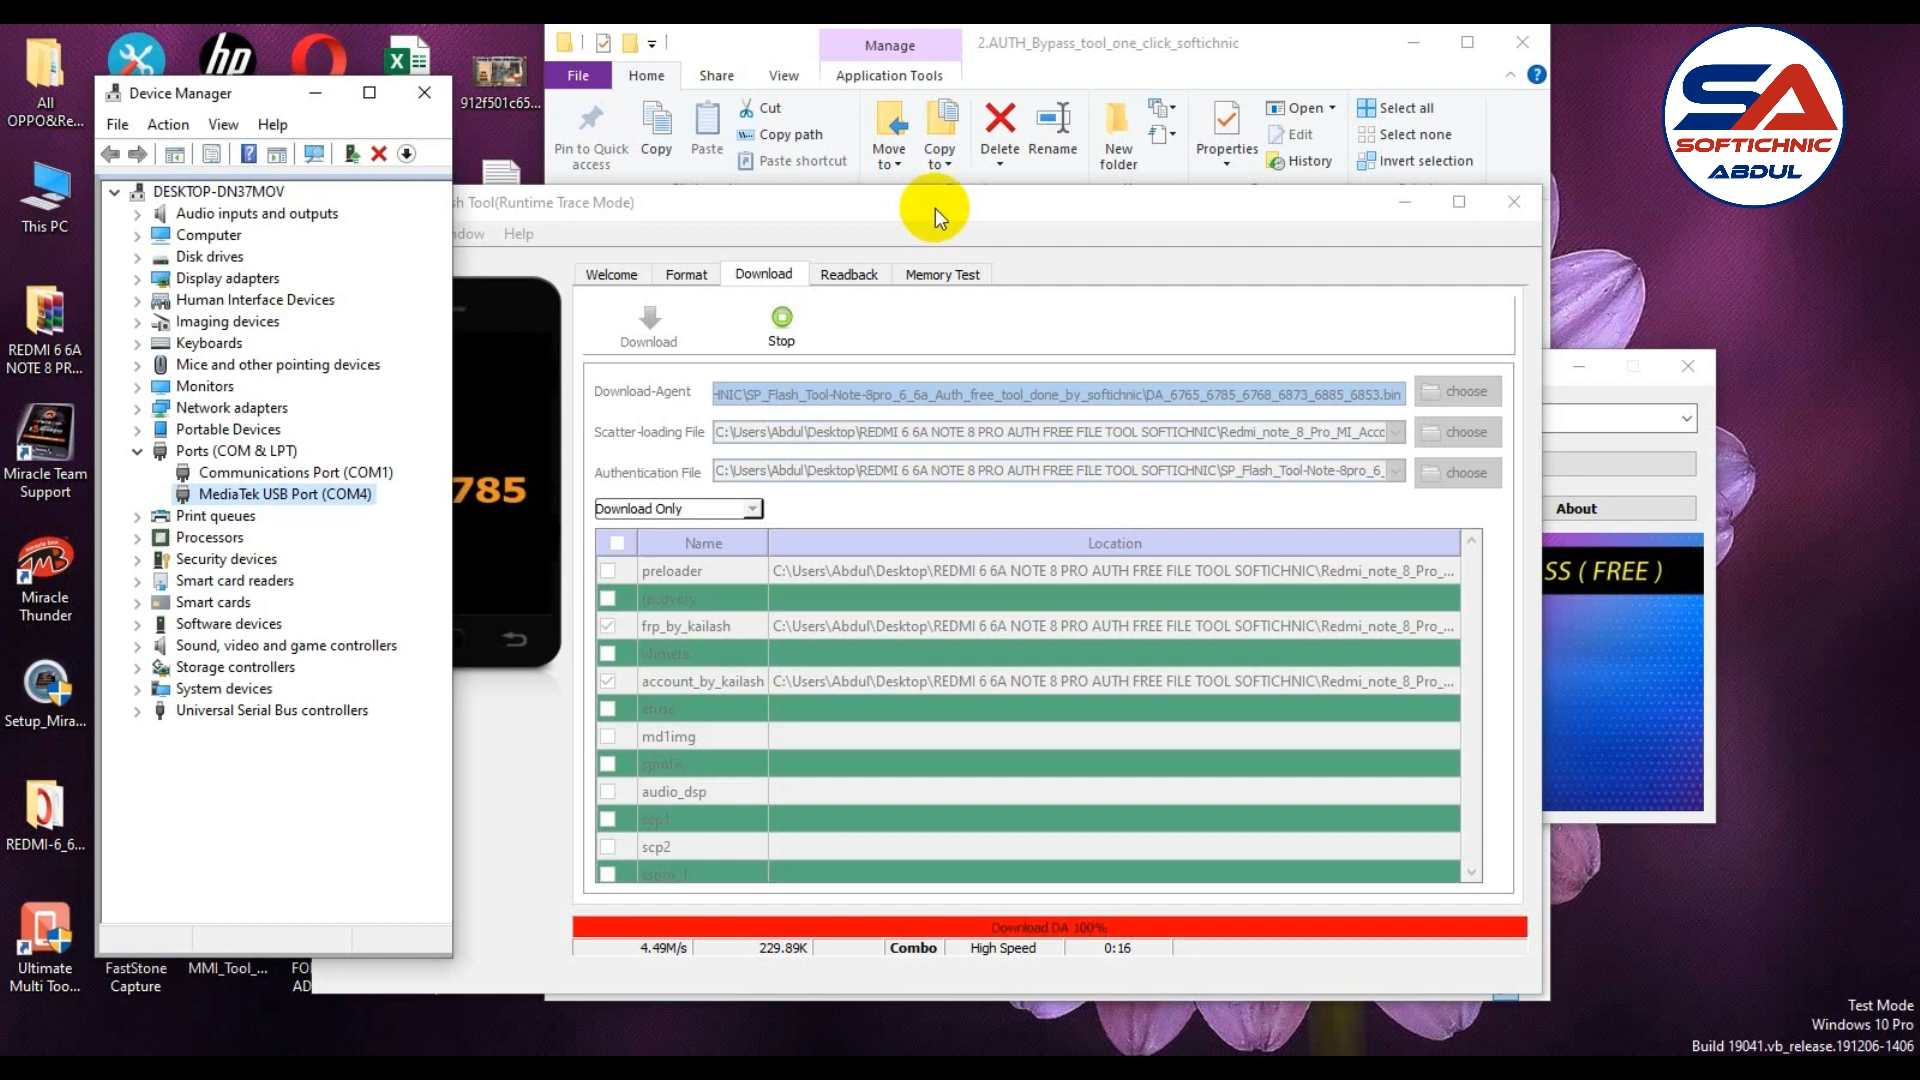 All
OPPO&Re...
This PC
REDMI 6 6A
NOTE 8 PR...
Miracle Team
Support
Miracle
Thunder
Setup_Mira...
REDMI-6_6...
Ultimate
Multi Too...
FastStone
Capture
MMI_Tool_...
912f501c65...
Device Manager
File Action View Help
DESKTOP-DN37MOV
Audio inputs and outputs
Computer
Disk drives
Display adapters
Human Interface Devices
Imaging devices
Keyboards
Mice and other pointing devices
Monitors
Network adapters
Portable Devices
Ports (COM & LPT)
Communications Port (COM1)
MediaTek USB Port (COM4)
Print queues
Processors
Security devices
Smart card readers
Smart cards
Software devices
Sound, video and game controllers
Storage controllers
System devices
Universal Serial Bus controllers
Manage
2.AUTH_Bypass_tool_one_click_softichnic
File Home Share View Application Tools
Pin to Quick
access
Copy
Paste
Cut
Copy path
Paste shortcut
Move
to
Copy
to
Delete
Rename
New
folder
Properties
Open
Edit
History
Select all
Select none
Invert selection
sh Tool(Runtime Trace Mode)
ndow Help
785
Welcome Format Download Readback Memory Test
Download
Stop
Download-Agent
HNIC\SP_Flash_Tool-Note-8pro_6_6a_Auth_free_tool_done_by_softichnic\DA_6765_6785_6768_6873_6885_6853.bin
choose
Scatter-loading File
C:\Users\Abdul\Desktop\REDMI 6 6A NOTE 8 PRO AUTH FREE FILE TOOL SOFTICHNIC\Redmi_note_8_Pro_MI_Accc
choose
Authentication File
C:\Users\Abdul\Desktop\REDMI 6 6A NOTE 8 PRO AUTH FREE FILE TOOL SOFTICHNIC\SP_Flash_Tool-Note-8pro_6_
choose
Download Only
Name Location
preloader C:\Users\Abdul\Desktop\REDMI 6 6A NOTE 8 PRO AUTH FREE FILE TOOL SOFTICHNIC\Redmi_note_8_Pro_...
recovery
frp_by_kailash C:\Users\Abdul\Desktop\REDMI 6 6A NOTE 8 PRO AUTH FREE FILE TOOL SOFTICHNIC\Redmi_note_8_Pro_...
vbmeta
account_by_kailash C:\Users\Abdul\Desktop\REDMI 6 6A NOTE 8 PRO AUTH FREE FILE TOOL SOFTICHNIC\Redmi_note_8_Pro_...
efuse
md1img
spmfw
audio_dsp
scp1
scp2
sspm_1
Download DA 100%
4.49M/s 229.89K Combo High Speed 0:16
About
SS ( FREE )
SA
SOFTICHNIC
ABDUL
Test Mode
Windows 10 Pro
Build 19041.vb_release.191206-1406